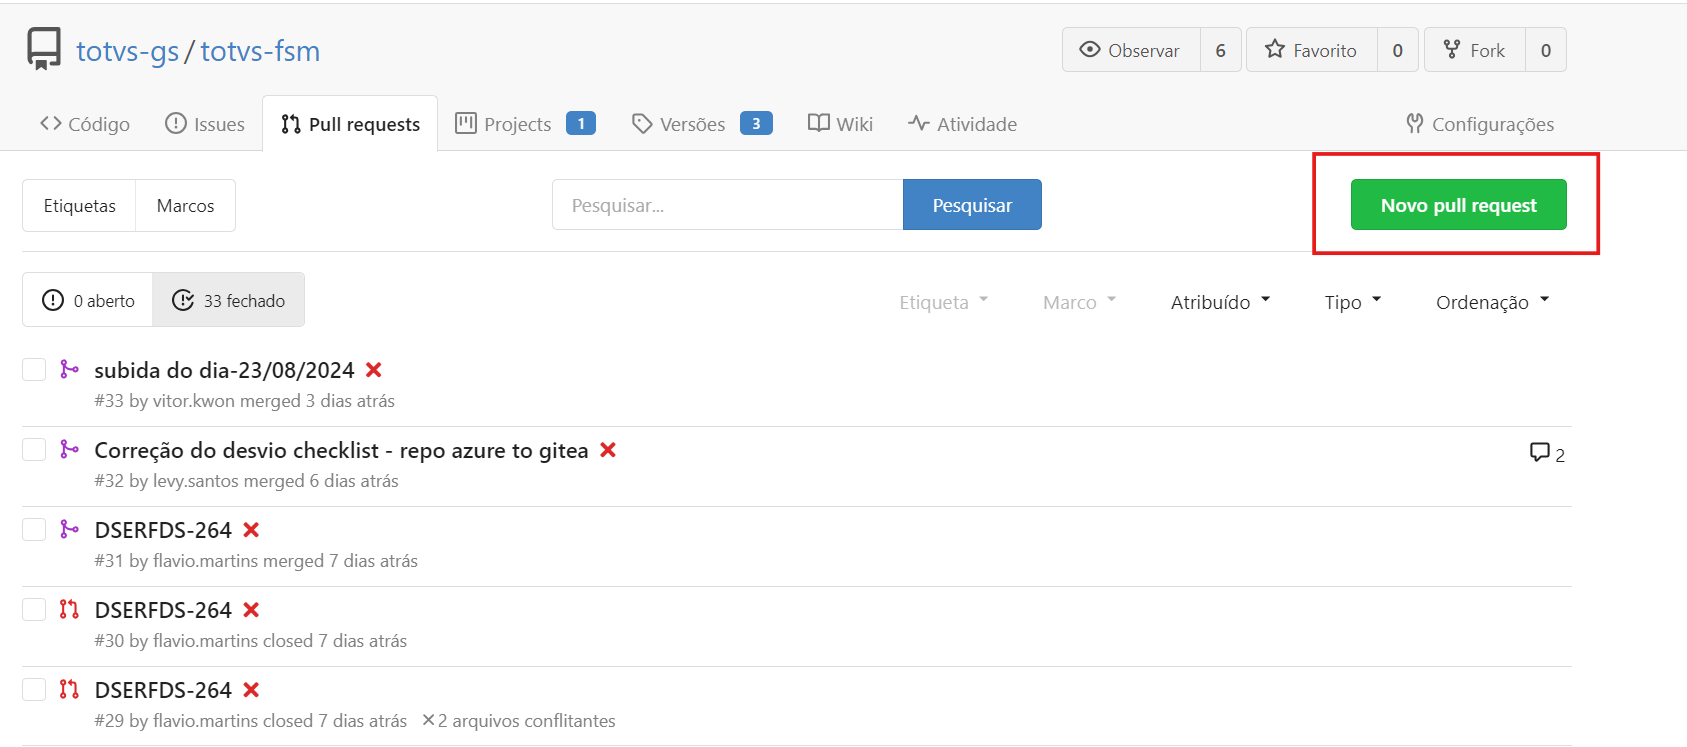 totvs-gs / totvs-fsm
Observar 6 Favorito 0 Fork 0
Código Issues Pull requests Projects 1 Versões 3 Wiki Atividade Configurações
Etiquetas Marcos Pesquisar... Pesquisar Novo pull request
0 aberto 33 fechado Etiqueta Marco Atribuído Tipo Ordenação
subida do dia-23/08/2024
#33 by vitor.kwon merged 3 dias atrás
Correção do desvio checklist - repo azure to gitea 2
#32 by levy.santos merged 6 dias atrás
DSERFDS-264
#31 by flavio.martins merged 7 dias atrás
DSERFDS-264
#30 by flavio.martins closed 7 dias atrás
DSERFDS-264
#29 by flavio.martins closed 7 dias atrás 2 arquivos conflitantes